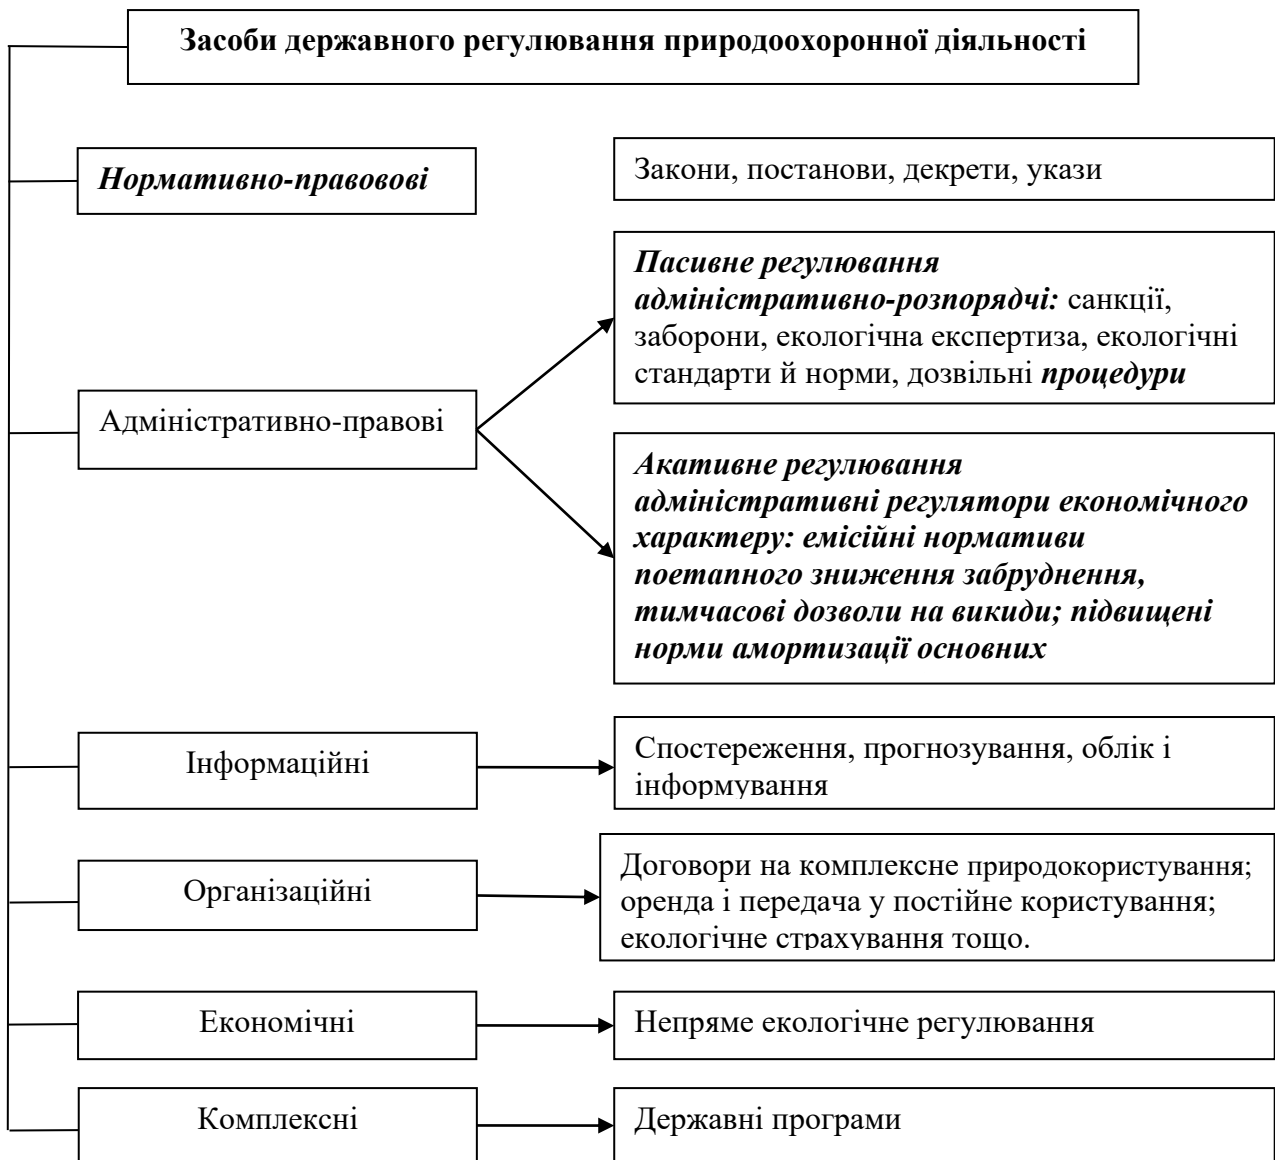 Засоби державного регулювання природоохоронної діяльності
Нормативно-правовові
Закони, постанови, декрети, укази
Пасивне регулювання
адміністративно-розпорядчі: санкції,
заборони, екологічна експертиза, екологічні
стандарти й норми, дозвільні процедури
Адміністративно-правові
Акативне регулювання
адміністративні регулятори економічного
характеру: емісійні нормативи
поетапного зниження забруднення,
тимчасові дозволи на викиди; підвищені
норми амортизації основних
Інформаційні
Спостереження, прогнозування, облік і
інформування
Організаційні
Договори на комплексне природокористування;
оренда і передача у постійне користування;
екологічне страхування тощо.
Економічні
Непряме екологічне регулювання
Комплексні
Державні програми